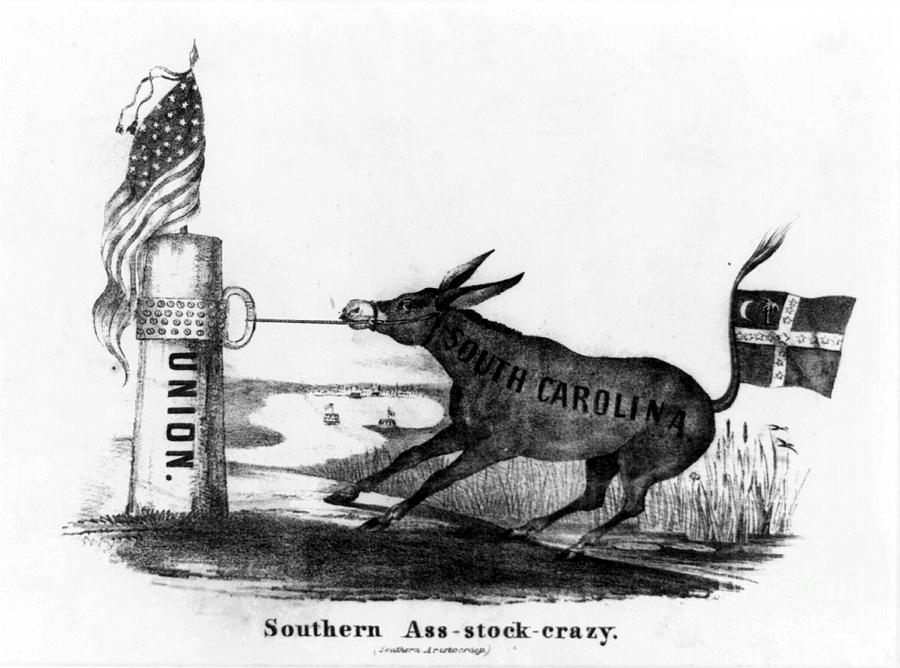 UNION.
SOUTH CAROLINA.
Southern Ass-stock-crazy.
(Southern Aristocracy.)